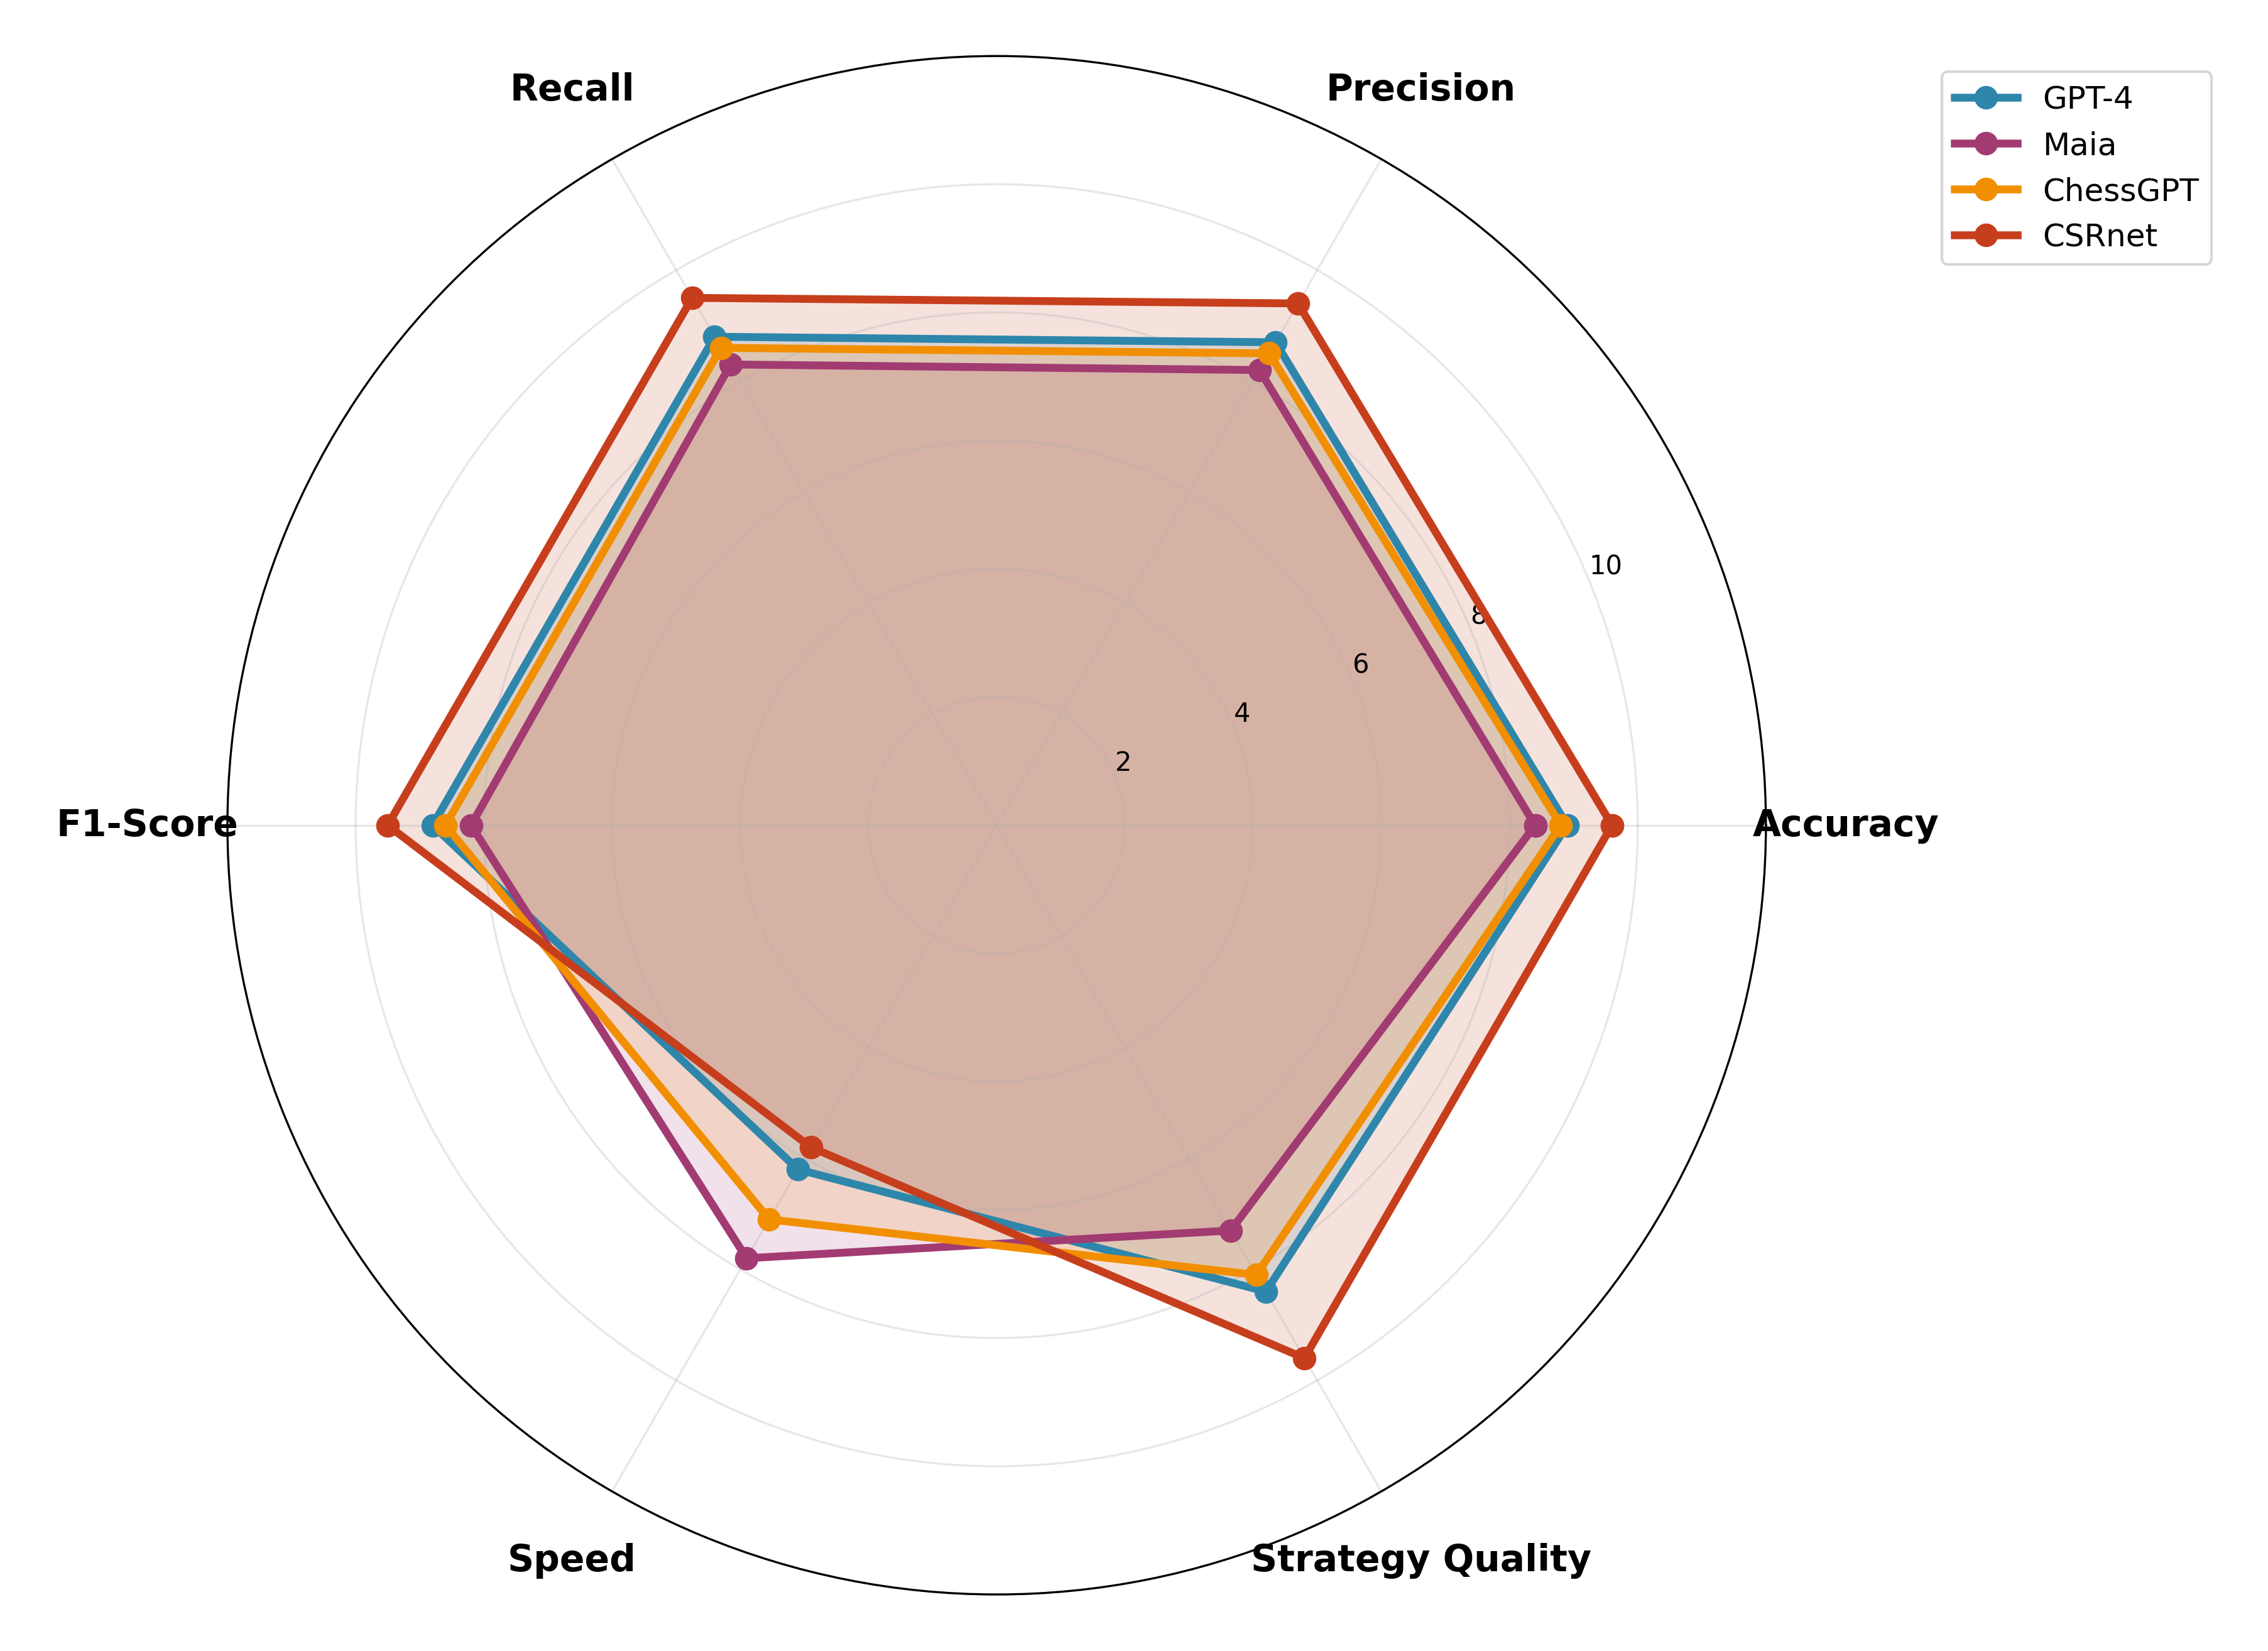 Recall
Precision
GPT-4
Maia
ChessGPT
CSRnet
10
8
6
4
2
F1-Score
Accuracy
Speed
Strategy Quality